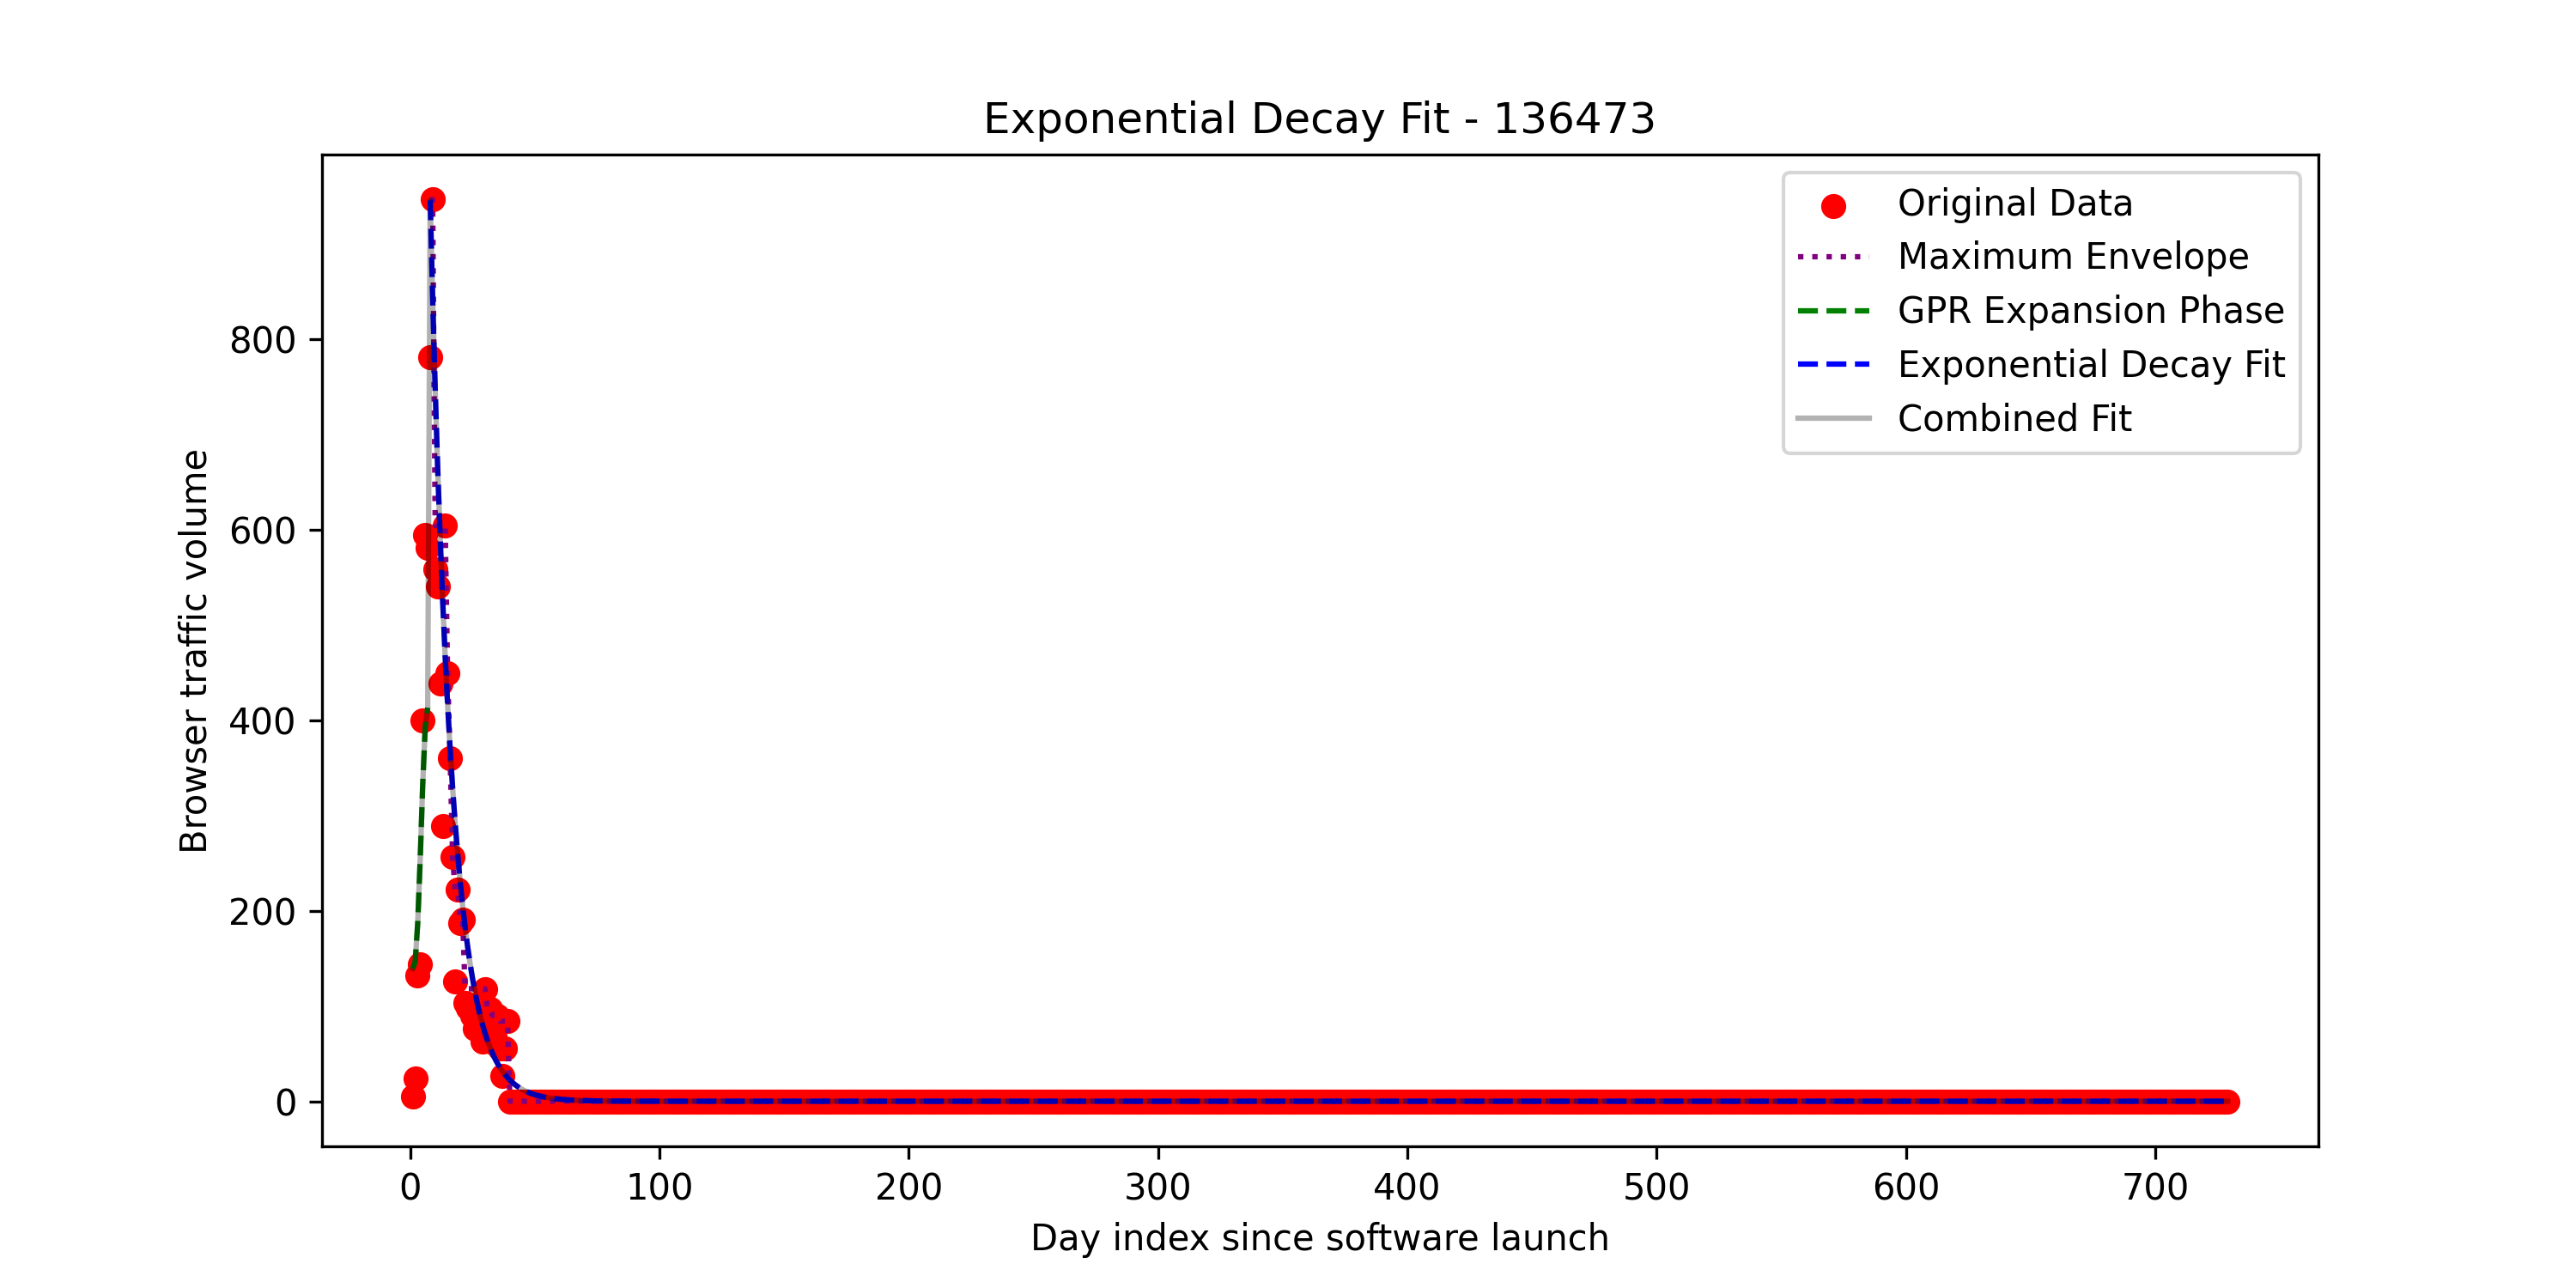 Exponential Decay Fit - 136473
Original Data
Maximum Envelope
GPR Expansion Phase
Exponential Decay Fit
Combined Fit
Browser traffic volume
800
600
400
200
0
0 100 200 300 400 500 600 700
Day index since software launch